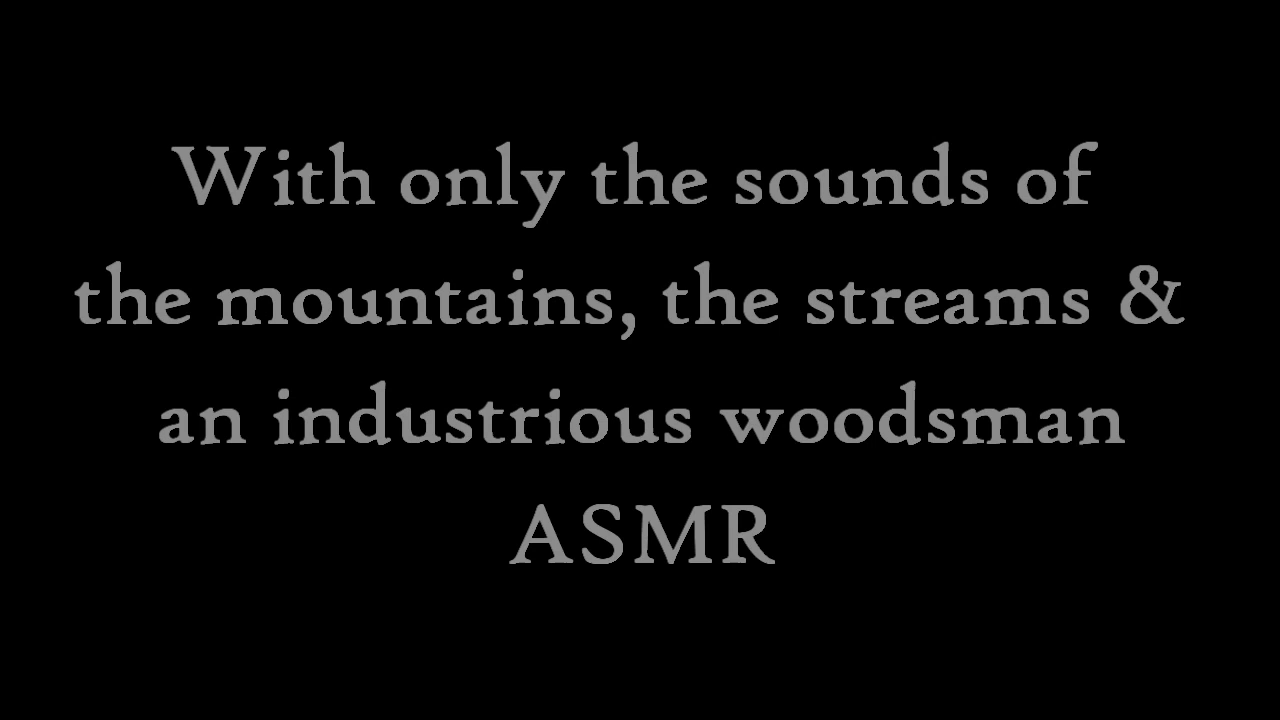 With only the sounds of
the mountains, the streams &
an industrious woodsman
ASMR